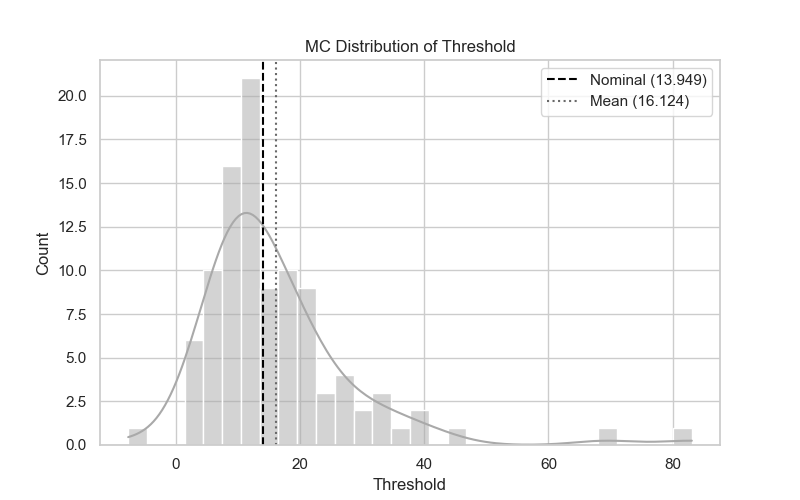 MC Distribution of Threshold
Nominal (13.949)
Mean (16.124)
Count
20.0
17.5
15.0
12.5
10.0
7.5
5.0
2.5
0.0
0 20 40 60 80
Threshold